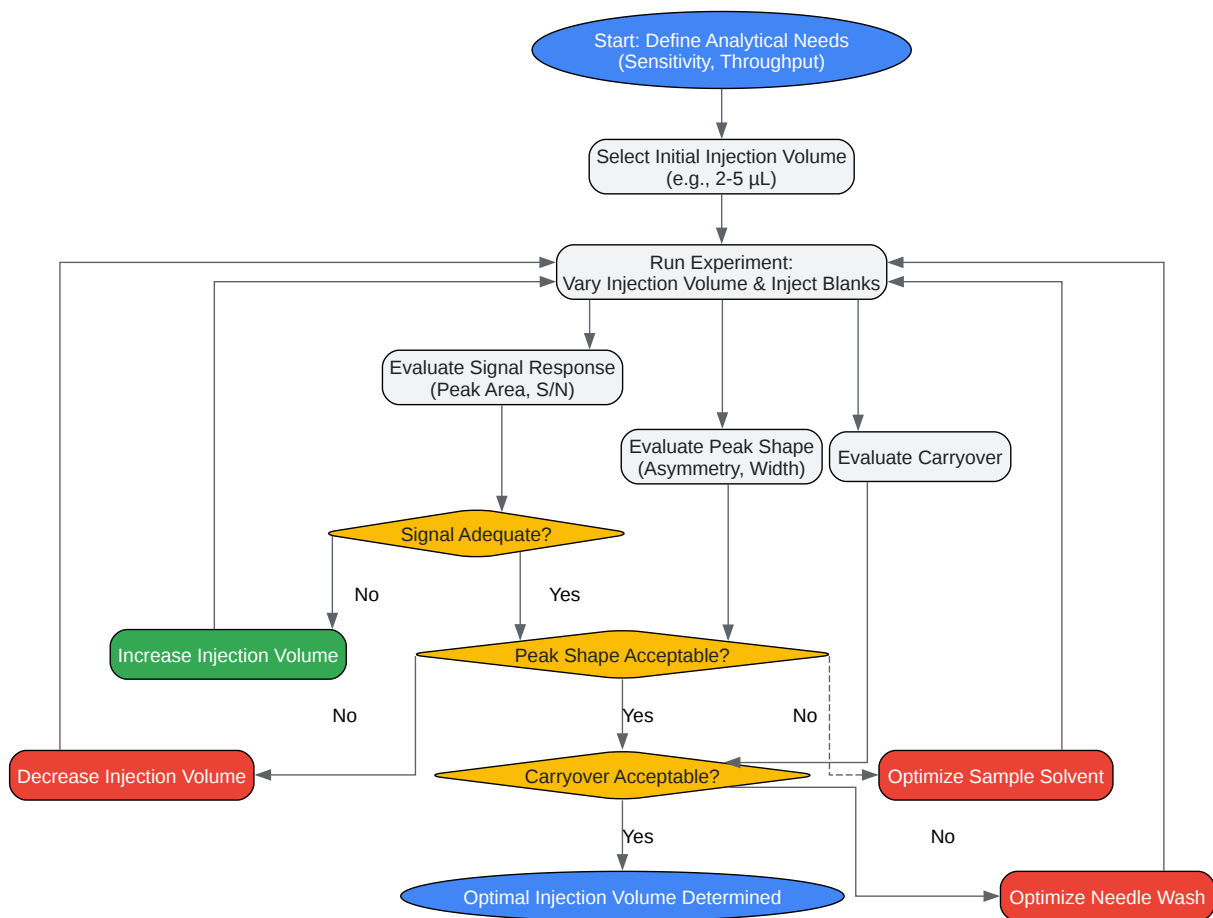 Start: Define Analytical Needs
(Sensitivity, Throughput)
Select Initial Injection Volume
(e.g., 2-5 µL)
Run Experiment:
Vary Injection Volume & Inject Blanks
Evaluate Signal Response
(Peak Area, S/N)
Evaluate Peak Shape
(Asymmetry, Width)
Evaluate Carryover
Signal Adequate?
No
Yes
Increase Injection Volume
Peak Shape Acceptable?
No
Yes
No
Decrease Injection Volume
Carryover Acceptable?
Optimize Sample Solvent
Yes
No
Optimal Injection Volume Determined
Optimize Needle Wash